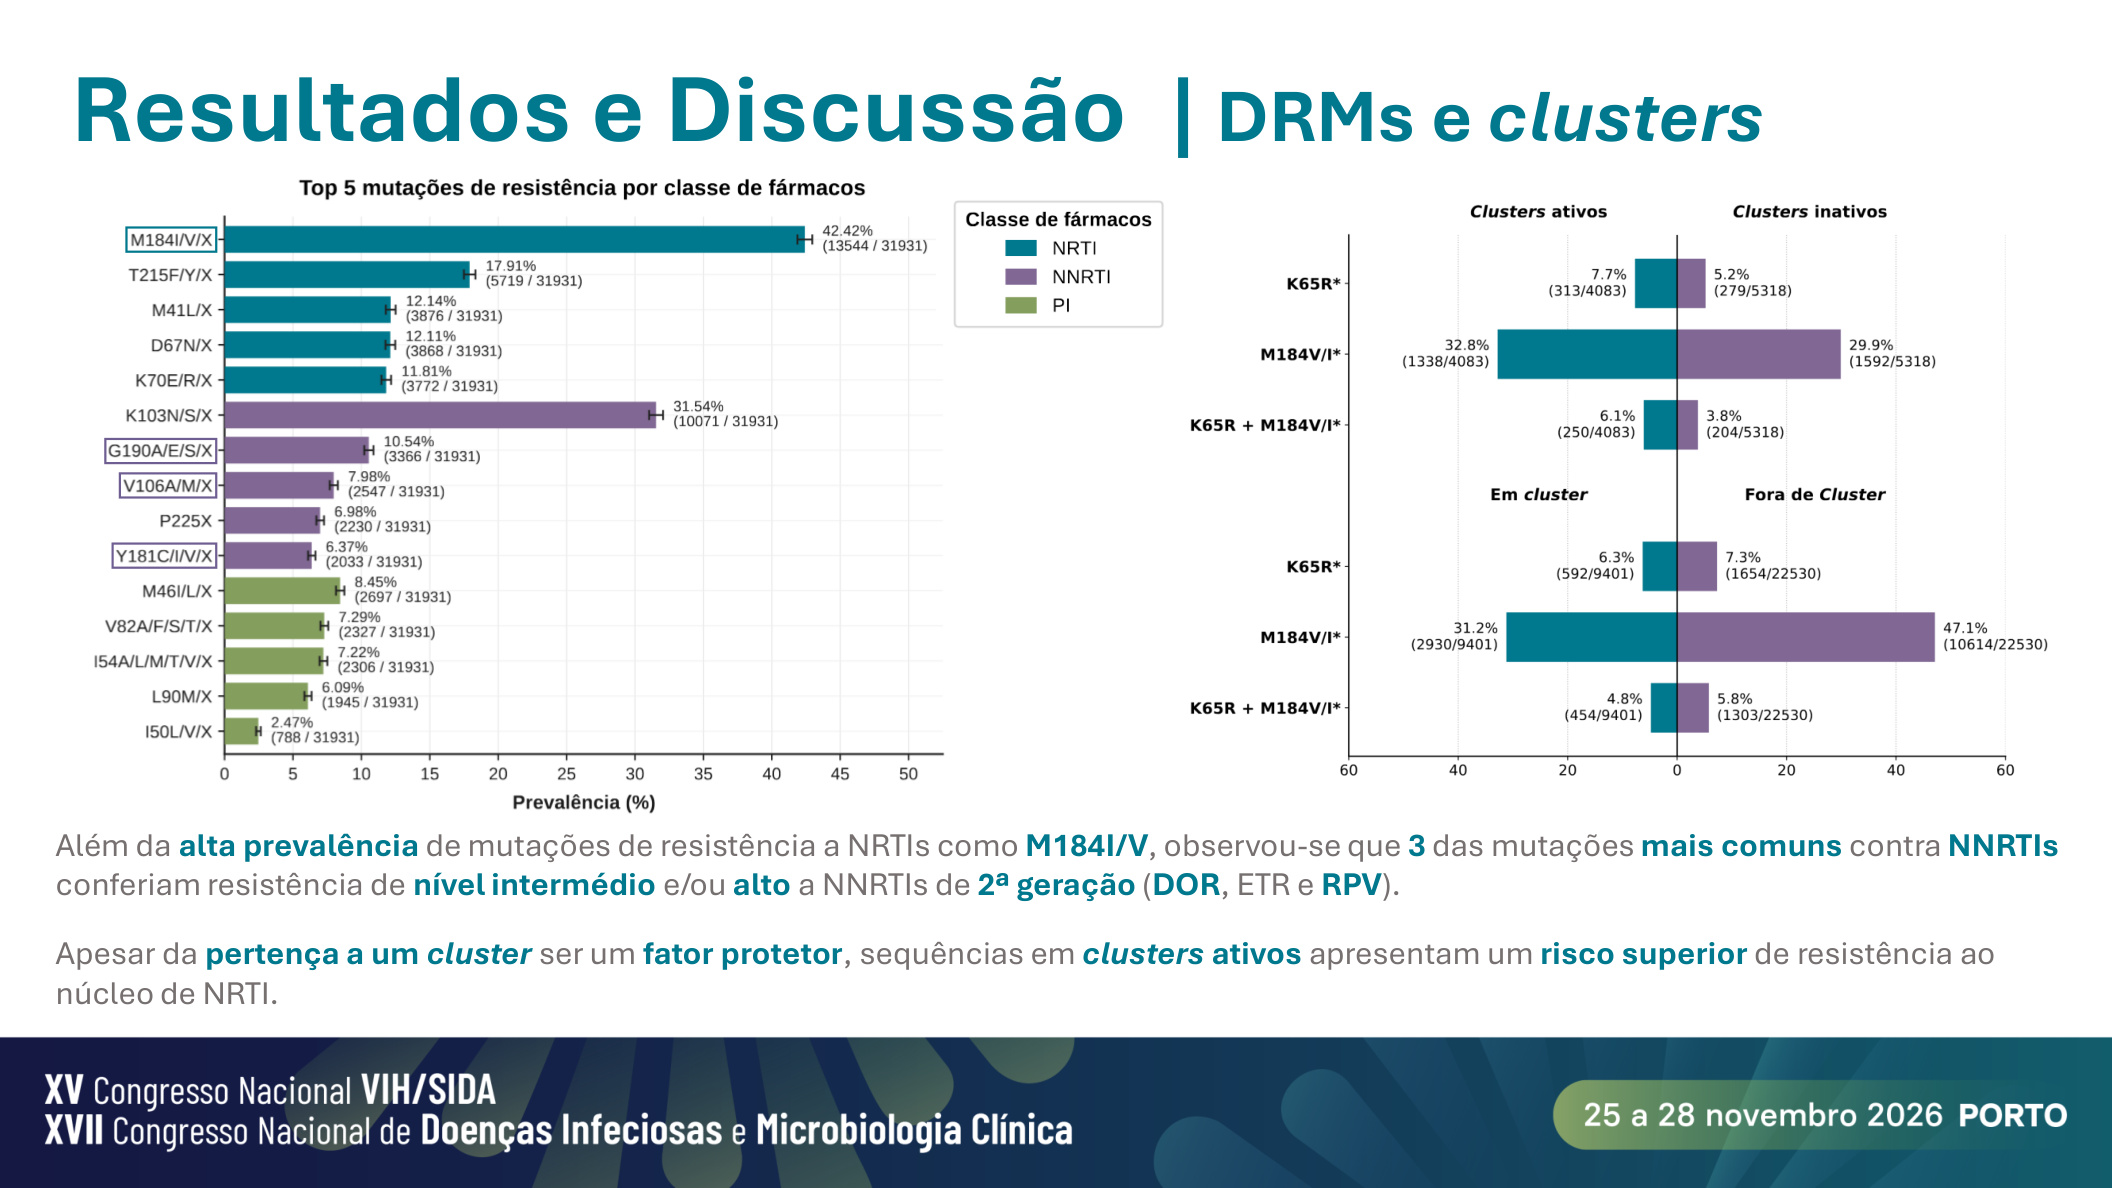 Resultados e Discussão | DRMs e clusters
Top 5 mutações de resistência por classe de fármacos
M184I/V/X
42.42%
(13544 / 31931)
T215F/Y/X
17.91%
(5719 / 31931)
M41L/X
12.14%
(3876 / 31931)
D67N/X
12.11%
(3868 / 31931)
K70E/R/X
11.81%
(3772 / 31931)
K103N/S/X
31.54%
(10071 / 31931)
G190A/E/S/X
10.54%
(3366 / 31931)
V106A/M/X
7.98%
(2547 / 31931)
P225X
6.98%
(2230 / 31931)
Y181C/I/V/X
6.37%
(2033 / 31931)
M46I/L/X
8.45%
(2697 / 31931)
V82A/F/S/T/X
7.29%
(2327 / 31931)
I54A/L/M/T/V/X
7.22%
(2306 / 31931)
L90M/X
6.09%
(1945 / 31931)
I50L/V/X
2.47%
(788 / 31931)
0 5 10 15 20 25 30 35 40 45 50
Prevalência (%)
Classe de fármacos
NRTI
NNRTI
PI
Clusters ativos Clusters inativos
K65R*
7.7%
(313/4083)
5.2%
(279/5318)
M184V/I*
32.8%
(1338/4083)
29.9%
(1592/5318)
K65R + M184V/I*
6.1%
(250/4083)
3.8%
(204/5318)
Em cluster Fora de Cluster
K65R*
6.3%
(592/9401)
7.3%
(1654/22530)
M184V/I*
31.2%
(2930/9401)
47.1%
(10614/22530)
K65R + M184V/I*
4.8%
(454/9401)
5.8%
(1303/22530)
60 40 20 0 20 40 60
Além da alta prevalência de mutações de resistência a NRTIs como M184I/V, observou-se que 3 das mutações mais comuns contra NNRTIs
conferiam resistência de nível intermédio e/ou alto a NNRTIs de 2ª geração (DOR, ETR e RPV).
Apesar da pertença a um cluster ser um fator protetor, sequências em clusters ativos apresentam um risco superior de resistência ao
núcleo de NRTI.
XV Congresso Nacional VIH/SIDA
XVII Congresso Nacional de Doenças Infeciosas e Microbiologia Clínica
25 a 28 novembro 2026 PORTO